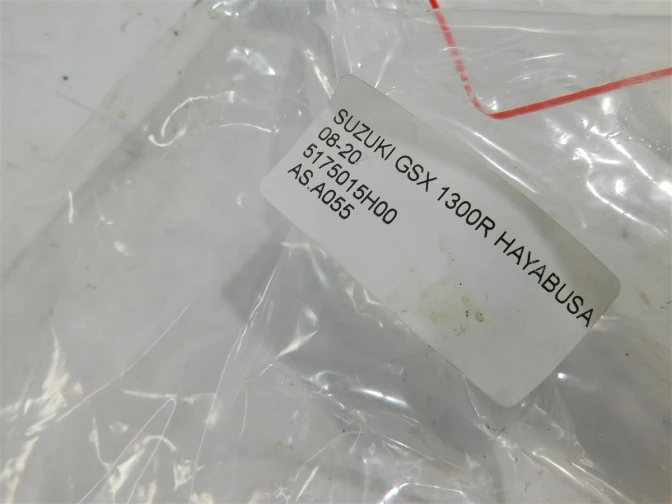 SUZUKI GSX 1300R HAYABUSA
08-20
5175015H00
AS.A055